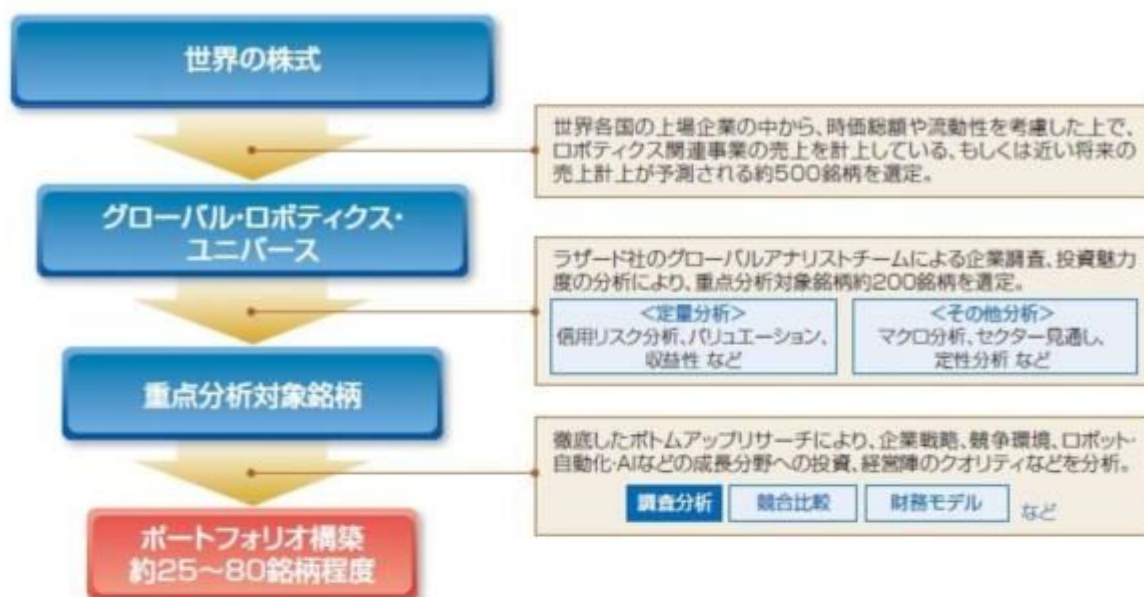 世界の株式
世界各国の上場企業の中から、時価総額や流動性を考慮した上で、
ロボティクス関連事業の売上を計上している、もしくは近い将来の
売上計上が予測される約500銘柄を選定。
グローバル・ロボティクス・
ユニバース
ラザード社のグローバルアナリストチームによる企業調査、投資魅力
度の分析により、重点分析対象銘柄約200銘柄を選定。
<定量分析>
信用リスク分析、バリュエーション、
収益性 など
<その他分析>
マクロ分析、セクター見通し、
定性分析 など
重点分析対象銘柄
徹底したボトムアップリサーチにより、企業戦略、競争環境、ロボット・
自動化・AIなどの成長分野への投資、経営陣のクオリティなどを分析。
調査分析
競合比較
財務モデル
など
ポートフォリオ構築
約25～80銘柄程度